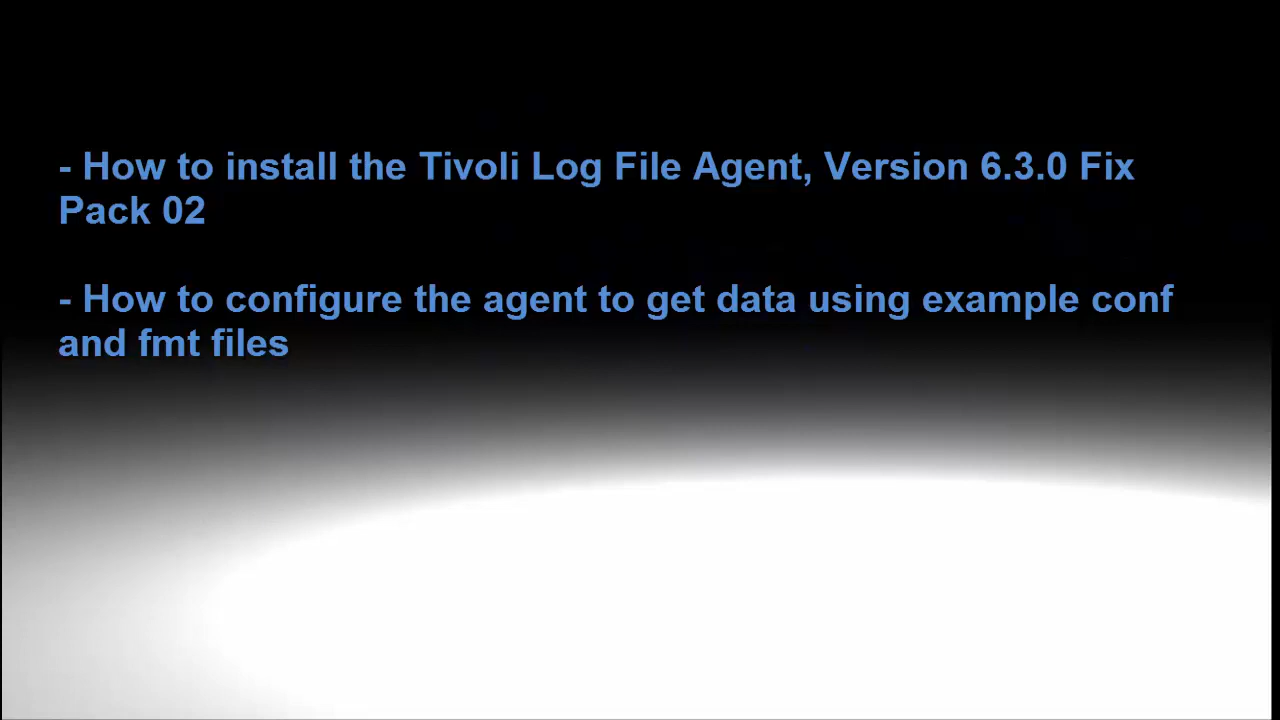 - How to install the Tivoli Log File Agent, Version 6.3.0 Fix
Pack 02
- How to configure the agent to get data using example conf
and fmt files